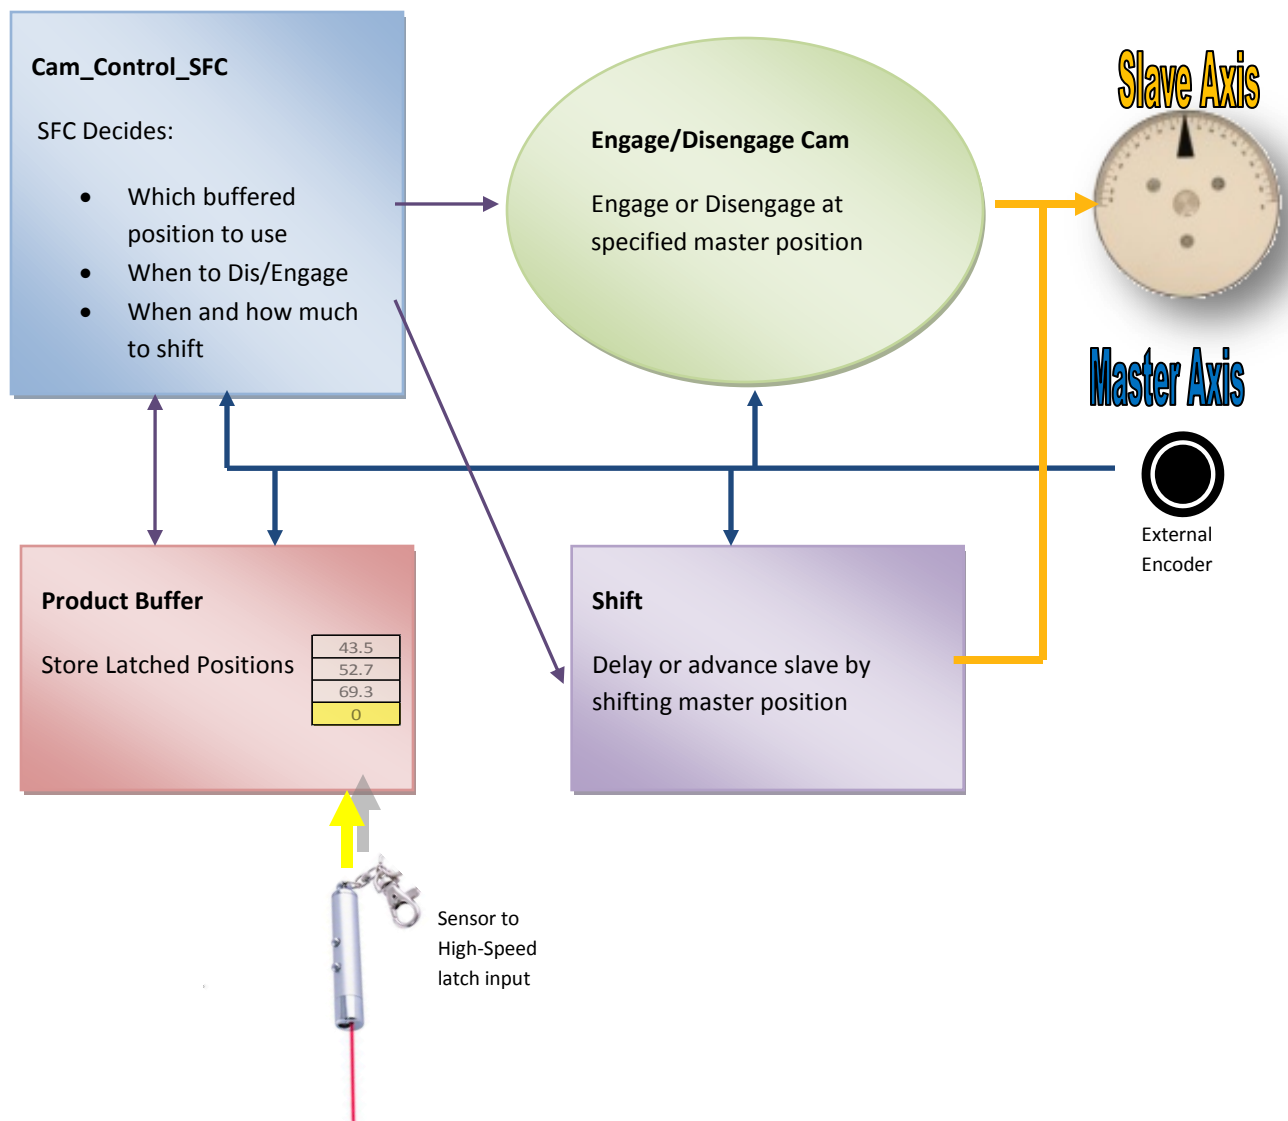 Cam_Control_SFC
SFC Decides:
• Which buffered
position to use
• When to Dis/Engage
• When and how much
to shift
Engage/Disengage Cam
Engage or Disengage at
specified master position
Slave Axis
Master Axis
External
Encoder
Product Buffer
Store Latched Positions
43.5
52.7
69.3
0
Shift
Delay or advance slave by
shifting master position
Sensor to
High-Speed
latch input